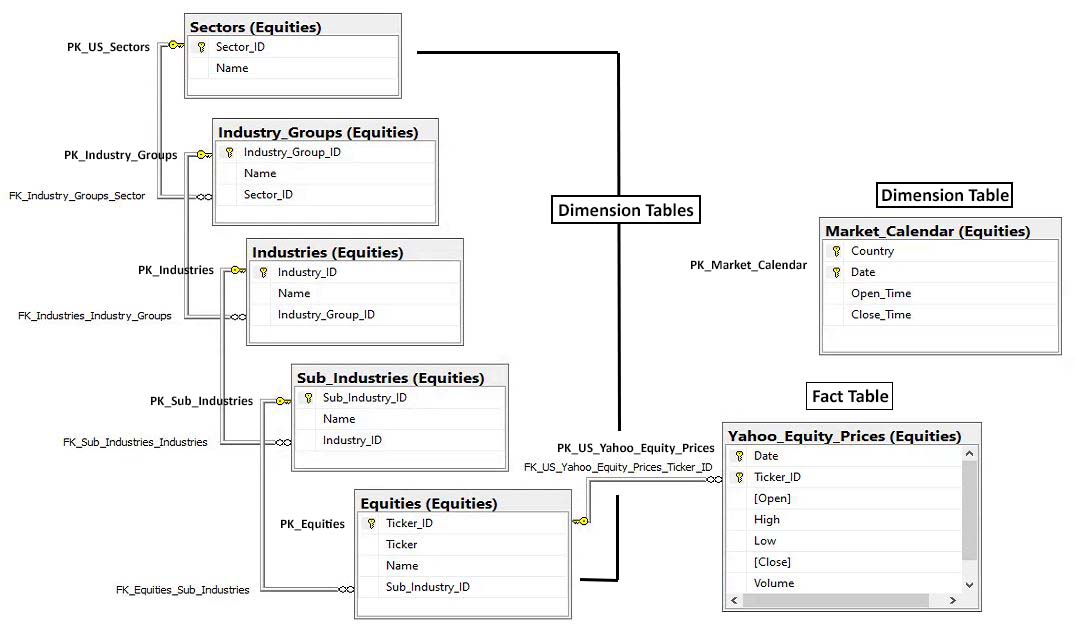 Sectors (Equities)
PK_US_Sectors
Sector_ID
Name
Industry_Groups (Equities)
PK_Industry_Groups
Industry_Group_ID
Name
FK_Industry_Groups_Sector
Sector_ID
Industries (Equities)
PK_Industries
Industry_ID
Name
FK_Industries_Industry_Groups
Industry_Group_ID
Sub_Industries (Equities)
PK_Sub_Industries
Sub_Industry_ID
Name
FK_Sub_Industries_Industries
Industry_ID
Equities (Equities)
PK_Equities
Ticker_ID
Ticker
Name
FK_Equities_Sub_Industries
Sub_Industry_ID
Dimension Tables
Dimension Table
Market_Calendar (Equities)
PK_Market_Calendar
Country
Date
Open_Time
Close_Time
Fact Table
Yahoo_Equity_Prices (Equities)
PK_US_Yahoo_Equity_Prices
FK_US_Yahoo_Equity_Prices_Ticker_ID
Date
Ticker_ID
[Open]
High
Low
[Close]
Volume